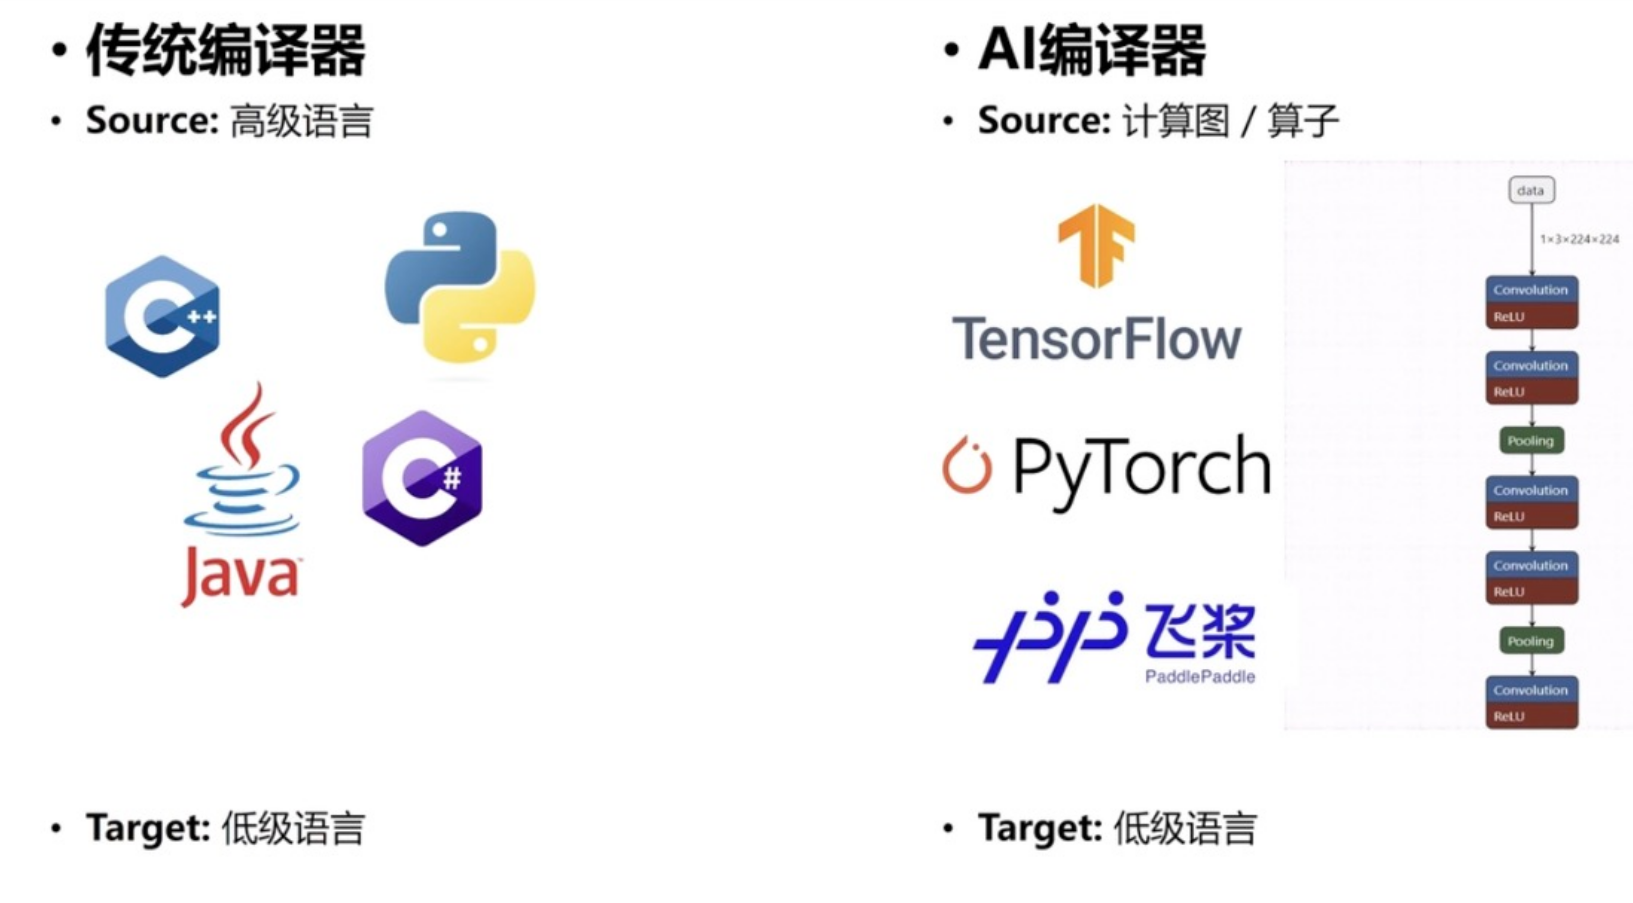 • 传统编译器
• Source: 高级语言
C++
Java
C#
• Target: 低级语言
• AI编译器
• Source: 计算图 / 算子
TensorFlow
PyTorch
飞桨
PaddlePaddle
data
1×3×224×224
Convolution
ReLU
Convolution
ReLU
Pooling
Convolution
ReLU
Convolution
ReLU
Pooling
Convolution
ReLU
• Target: 低级语言